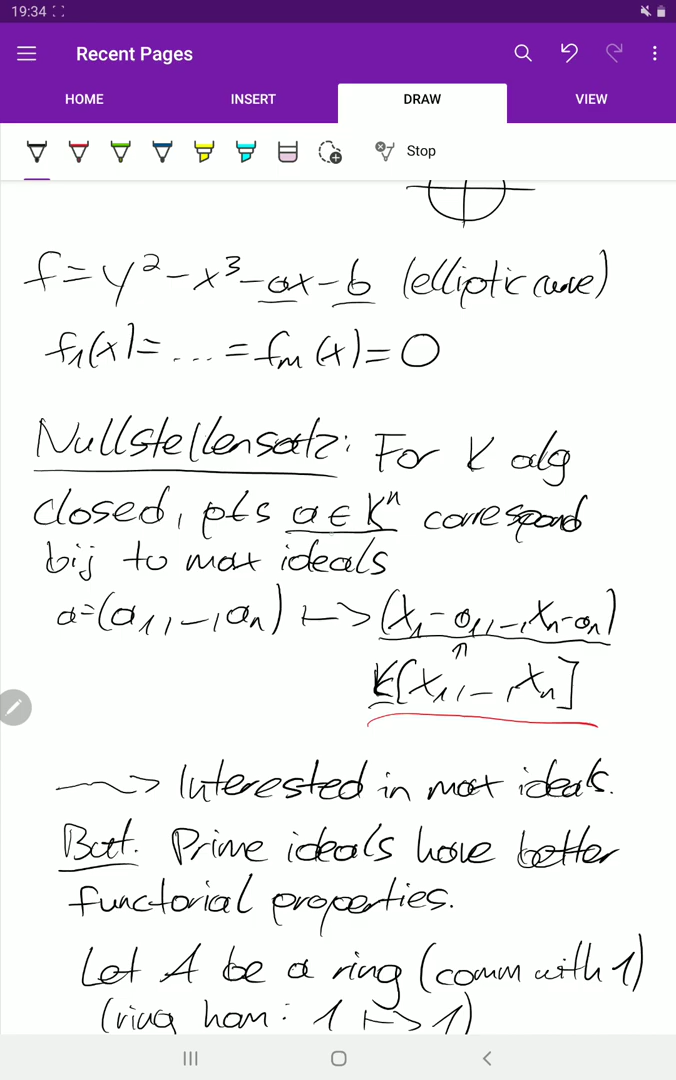 19:34
Recent Pages
HOME INSERT DRAW VIEW
Stop
f = y² - x³ - ax - b (elliptic curve)
f₁(x) = ... = fₘ(x) = 0
Nullstellensatz: For K alg
closed, pts a ∈ Kⁿ correspond
bij to max ideals
a = (a₁, -, aₙ) ↦ (X₁ - a₁, -, Xₙ - aₙ)
∩
K[X₁, -, Xₙ]
⟿ Interested in max ideals.
But. Prime ideals have better
functorial properties.
Let A be a ring (comm with 1)
(ring hom: 1 ↦ 1)